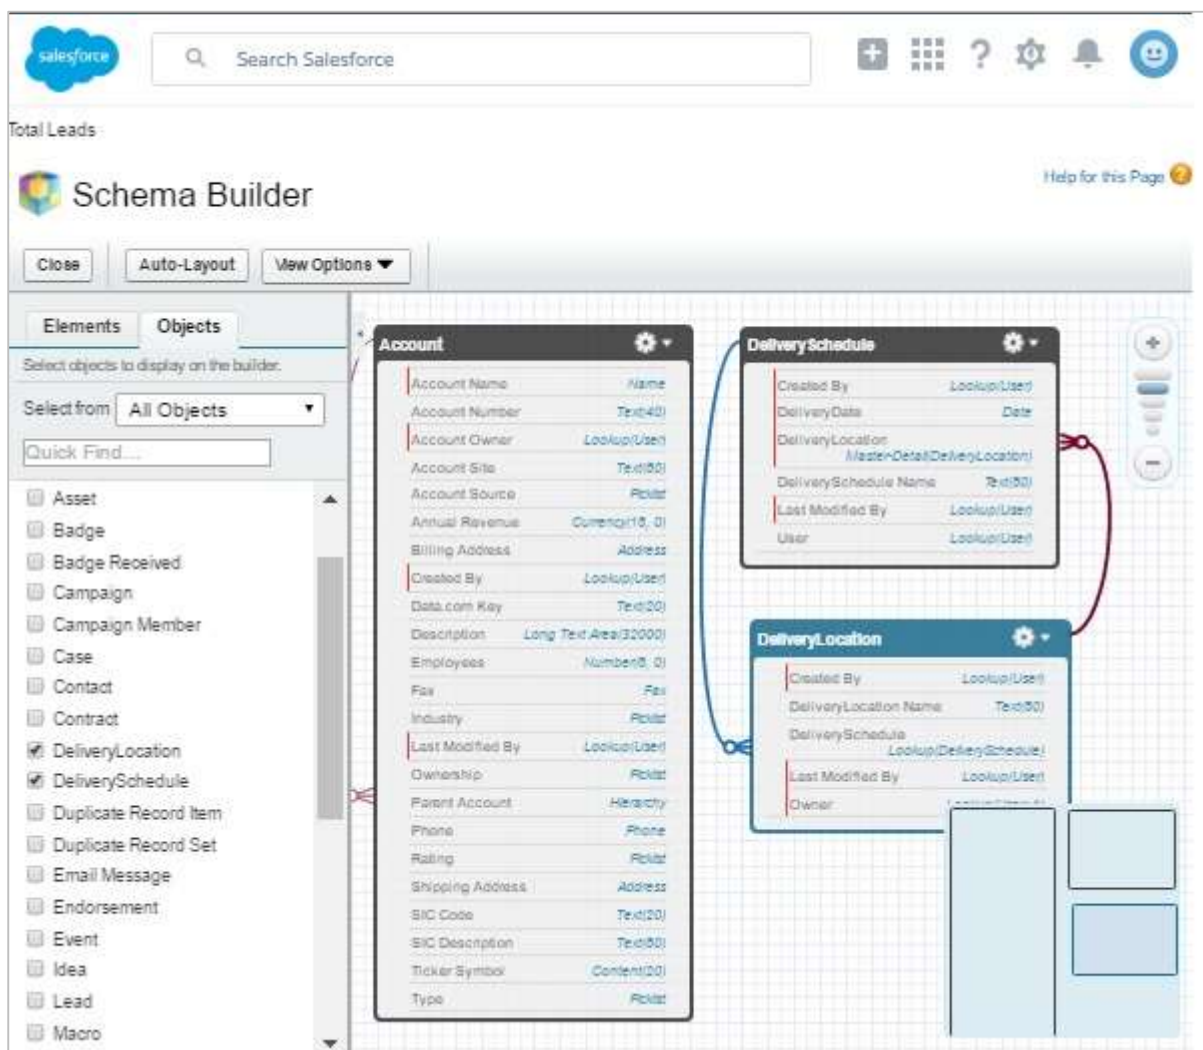 salesforce
Search Salesforce
Total Leads
Schema Builder
Help for this Page
Close
Auto-Layout
View Options
Elements
Objects
Select objects to display on the builder.
Select from
All Objects
Quick Find...
Asset
Badge
Badge Received
Campaign
Campaign Member
Case
Contact
Contract
DeliveryLocation
DeliverySchedule
Duplicate Record Item
Duplicate Record Set
Email Message
Endorsement
Event
Idea
Lead
Macro
Account
Account Name Name
Account Number Text(40)
Account Owner Lookup(User)
Account Site Text(80)
Account Source Picklist
Annual Revenue Currency(18, 0)
Billing Address Address
Created By Lookup(User)
Data.com Key Text(20)
Description Long Text Area(32000)
Employees Number(8, 0)
Fax Fax
Industry Picklist
Last Modified By Lookup(User)
Ownership Picklist
Parent Account Hierarchy
Phone Phone
Rating Picklist
Shipping Address Address
SIC Code Text(20)
SIC Description Text(80)
Ticker Symbol Content(20)
Type Picklist
DeliverySchedule
Created By Lookup(User)
DeliveryDate Date
DeliveryLocation
Master-Detail(DeliveryLocation)
DeliverySchedule Name Text(80)
Last Modified By Lookup(User)
User Lookup(User)
DeliveryLocation
Created By Lookup(User)
DeliveryLocation Name Text(80)
DeliverySchedule
Lookup(DeliverySchedule)
Last Modified By Lookup(User)
Owner